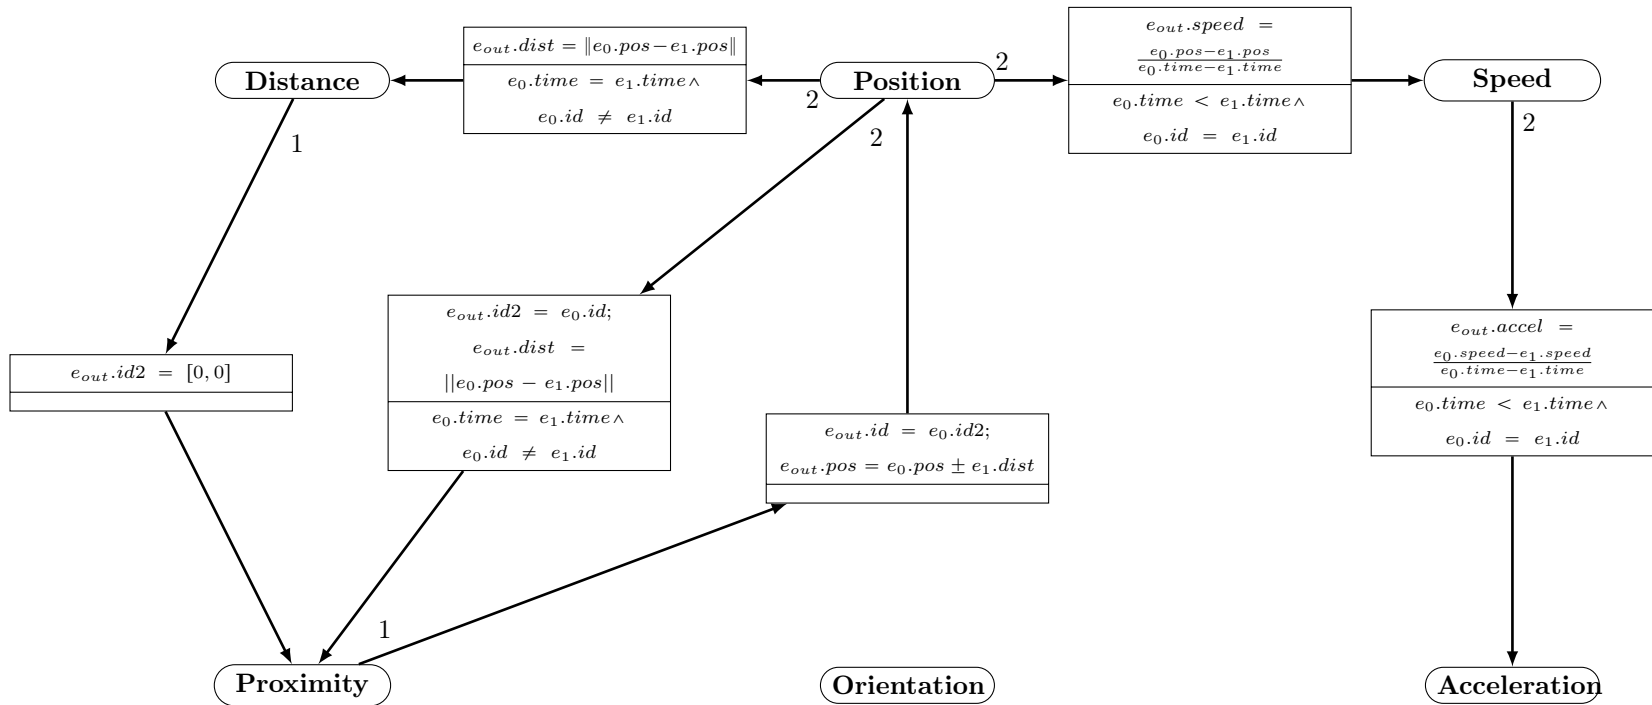 e_out.speed =
e_0.pos−e_1.pos
e_0.time−e_1.time
e_0.time < e_1.time∧
e_0.id = e_1.id
e_out.dist = ‖e_0.pos−e_1.pos‖
e_0.time = e_1.time∧
e_0.id ≠ e_1.id
Distance
Position
Speed
2
2
2
2
1
e_out.id2 = e_0.id;
e_out.dist =
||e_0.pos − e_1.pos||
e_0.time = e_1.time∧
e_0.id ≠ e_1.id
e_out.accel =
e_0.speed−e_1.speed
e_0.time−e_1.time
e_0.time < e_1.time∧
e_0.id = e_1.id
e_out.id2 = [0, 0]
e_out.id = e_0.id2;
e_out.pos = e_0.pos ± e_1.dist
1
Proximity
Orientation
Acceleration